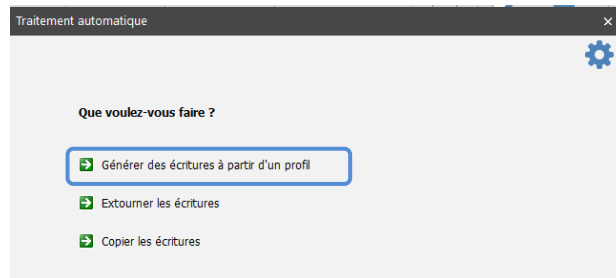 Traitement automatique
Que voulez-vous faire ?
Générer des écritures à partir d'un profil
Extourner les écritures
Copier les écritures